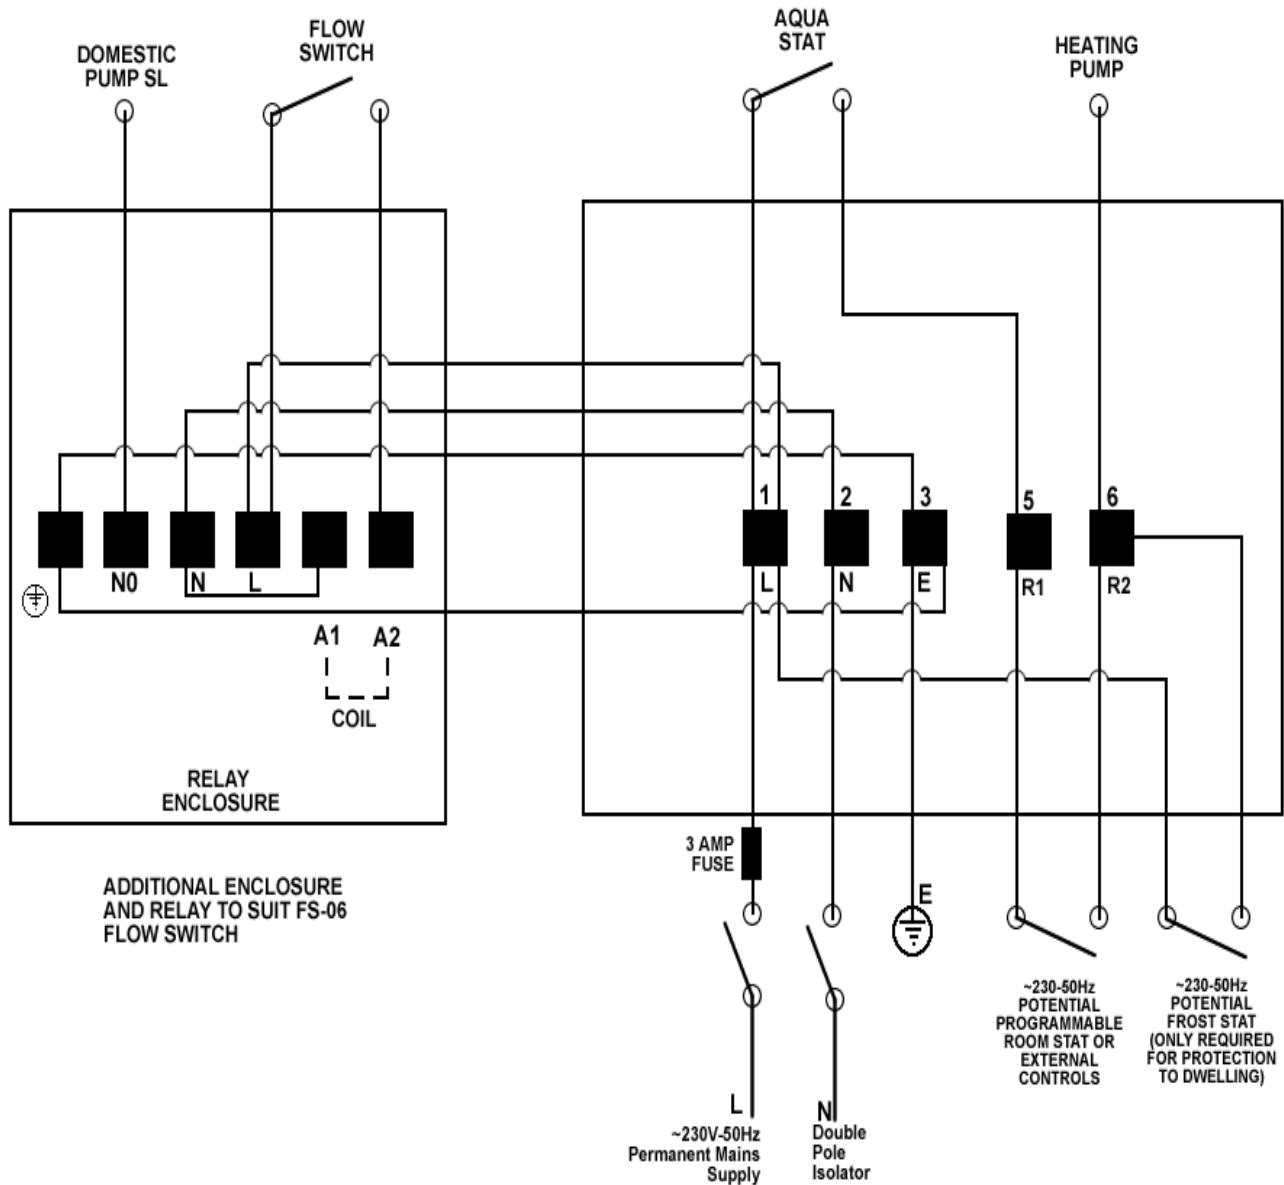 DOMESTIC
PUMP SL
FLOW
SWITCH
AQUA
STAT
HEATING
PUMP
1
2
3
5
6
N0
N
L
L
N
E
R1
R2
A1
A2
COIL
RELAY
ENCLOSURE
3 AMP
FUSE
E
ADDITIONAL ENCLOSURE
AND RELAY TO SUIT FS-06
FLOW SWITCH
L
~230V-50Hz
Permanent Mains
Supply
N
Double
Pole
Isolator
~230-50Hz
POTENTIAL
PROGRAMMABLE
ROOM STAT OR
EXTERNAL
CONTROLS
~230-50Hz
POTENTIAL
FROST STAT
(ONLY REQUIRED
FOR PROTECTION
TO DWELLING)